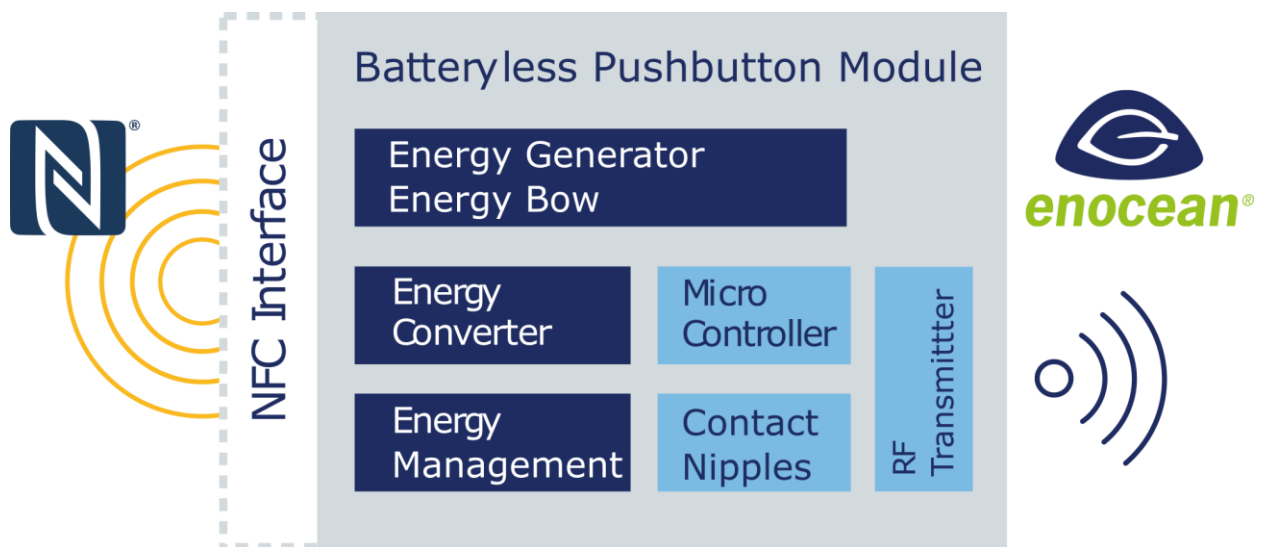 Batteryless Pushbutton Module
®
NFC Interface
Energy Generator
Energy Bow
Energy
Converter
Micro
Controller
Energy
Management
Contact
Nipples
RF
Transmittter
enocean®